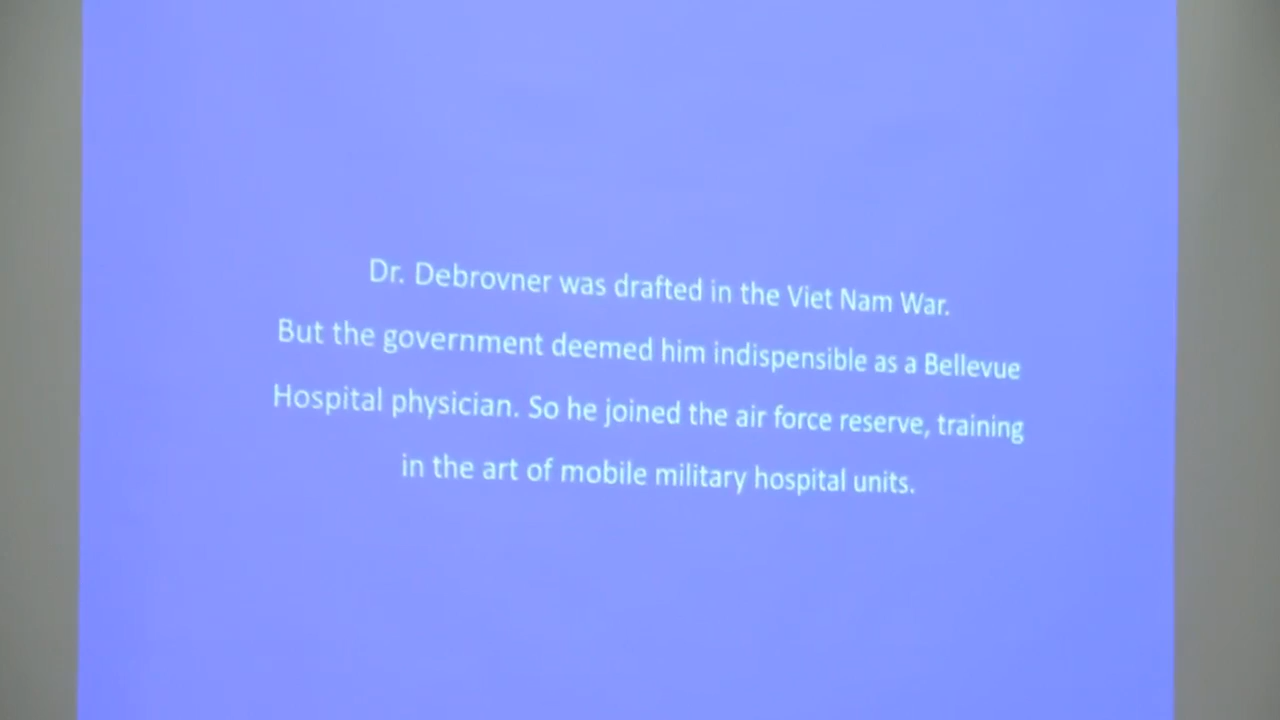 Dr. Debrovner was drafted in the Viet Nam War.
But the government deemed him indispensible as a Bellevue
Hospital physician. So he joined the air force reserve, training
in the art of mobile military hospital units.